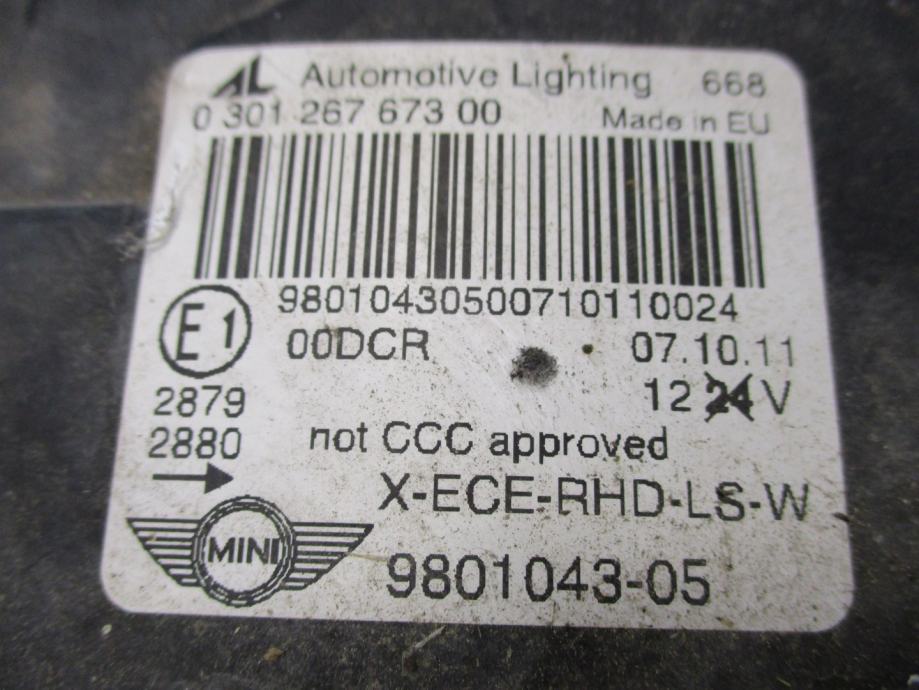 AL Automotive Lighting 668
0 301 267 673 00 Made in EU
98010430500710110024
E1 00DCR 07.10.11
2879 12 24 V
2880 not CCC approved
X-ECE-RHD-LS-W
MINI 9801043-05